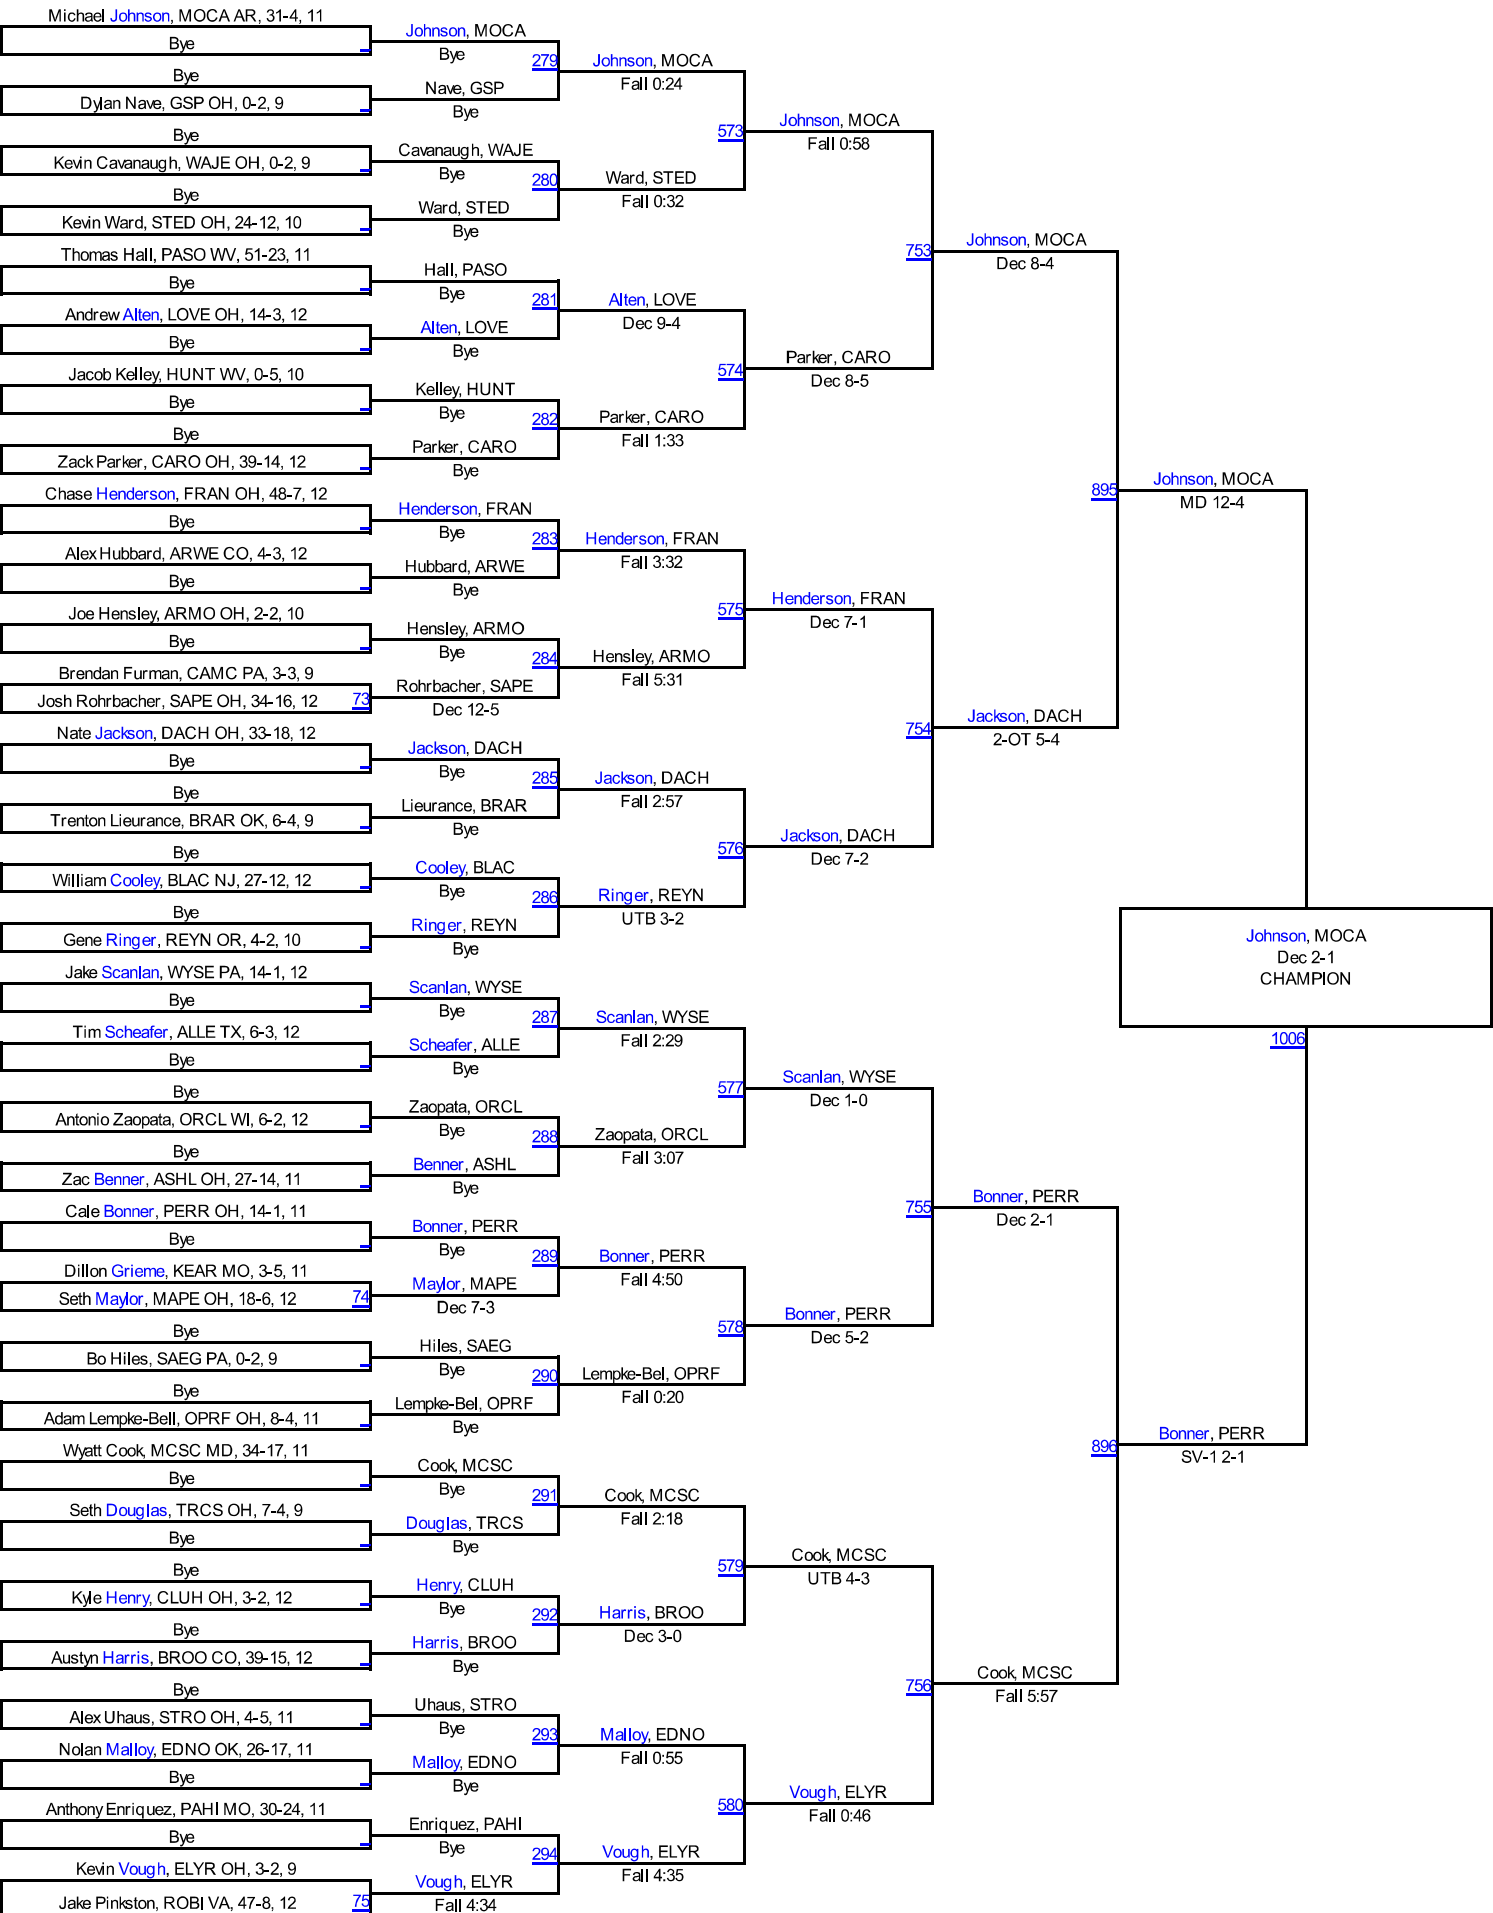 Michael Johnson, MOCA AR, 31-4, 11
Bye
Bye
Dylan Nave, GSP OH, 0-2, 9
Bye
Kevin Cavanaugh, WAJE OH, 0-2, 9
Bye
Kevin Ward, STED OH, 24-12, 10
Thomas Hall, PASO WV, 51-23, 11
Bye
Andrew Alten, LOVE OH, 14-3, 12
Bye
Jacob Kelley, HUNT WV, 0-5, 10
Bye
Bye
Zack Parker, CARO OH, 39-14, 12
Chase Henderson, FRAN OH, 48-7, 12
Bye
Alex Hubbard, ARWE CO, 4-3, 12
Bye
Joe Hensley, ARMO OH, 2-2, 10
Bye
Brendan Furman, CAMC PA, 3-3, 9
Josh Rohrbacher, SAPE OH, 34-16, 12
73
Nate Jackson, DACH OH, 33-18, 12
Bye
Bye
Trenton Lieurance, BRAR OK, 6-4, 9
Bye
William Cooley, BLAC NJ, 27-12, 12
Bye
Gene Ringer, REYN OR, 4-2, 10
Jake Scanlan, WYSE PA, 14-1, 12
Bye
Tim Scheafer, ALLE TX, 6-3, 12
Bye
Bye
Antonio Zaopata, ORCL WI, 6-2, 12
Bye
Zac Benner, ASHL OH, 27-14, 11
Cale Bonner, PERR OH, 14-1, 11
Bye
Dillon Grieme, KEAR MO, 3-5, 11
Seth Maylor, MAPE OH, 18-6, 12
74
Bye
Bo Hiles, SAEG PA, 0-2, 9
Bye
Adam Lempke-Bell, OPRF OH, 8-4, 11
Wyatt Cook, MCSC MD, 34-17, 11
Bye
Seth Douglas, TRCS OH, 7-4, 9
Bye
Bye
Kyle Henry, CLUH OH, 3-2, 12
Bye
Austyn Harris, BROO CO, 39-15, 12
Bye
Alex Uhaus, STRO OH, 4-5, 11
Nolan Malloy, EDNO OK, 26-17, 11
Bye
Anthony Enriquez, PAHI MO, 30-24, 11
Bye
Kevin Vough, ELYR OH, 3-2, 9
Jake Pinkston, ROBI VA, 47-8, 12
75
Johnson, MOCA
Bye
279
Nave, GSP
Bye
Cavanaugh, WAJE
Bye
280
Ward, STED
Bye
Hall, PASO
Bye
281
Alten, LOVE
Bye
Kelley, HUNT
Bye
282
Parker, CARO
Bye
Henderson, FRAN
Bye
283
Hubbard, ARWE
Bye
Hensley, ARMO
Bye
284
Rohrbacher, SAPE
Dec 12-5
Jackson, DACH
Bye
285
Lieurance, BRAR
Bye
Cooley, BLAC
Bye
286
Ringer, REYN
Bye
Scanlan, WYSE
Bye
287
Scheafer, ALLE
Bye
Zaopata, ORCL
Bye
288
Benner, ASHL
Bye
Bonner, PERR
Bye
289
Maylor, MAPE
Dec 7-3
Hiles, SAEG
Bye
290
Lempke-Bel, OPRF
Bye
Cook, MCSC
Bye
291
Douglas, TRCS
Bye
Henry, CLUH
Bye
292
Harris, BROO
Bye
Uhaus, STRO
Bye
293
Malloy, EDNO
Bye
Enriquez, PAHI
Bye
294
Vough, ELYR
Fall 4:34
Johnson, MOCA
Fall 0:24
573
Ward, STED
Fall 0:32
Alten, LOVE
Dec 9-4
574
Parker, CARO
Fall 1:33
Henderson, FRAN
Fall 3:32
575
Hensley, ARMO
Fall 5:31
Jackson, DACH
Fall 2:57
576
Ringer, REYN
UTB 3-2
Scanlan, WYSE
Fall 2:29
577
Zaopata, ORCL
Fall 3:07
Bonner, PERR
Fall 4:50
578
Lempke-Bel, OPRF
Fall 0:20
Cook, MCSC
Fall 2:18
579
Harris, BROO
Dec 3-0
Malloy, EDNO
Fall 0:55
580
Vough, ELYR
Fall 4:35
Johnson, MOCA
Fall 0:58
753
Parker, CARO
Dec 8-5
Henderson, FRAN
Dec 7-1
754
Jackson, DACH
Dec 7-2
Scanlan, WYSE
Dec 1-0
755
Bonner, PERR
Dec 5-2
Cook, MCSC
UTB 4-3
756
Vough, ELYR
Fall 0:46
Johnson, MOCA
Dec 8-4
895
Jackson, DACH
2-OT 5-4
Bonner, PERR
Dec 2-1
896
Cook, MCSC
Fall 5:57
Johnson, MOCA
MD 12-4
Johnson, MOCA
Dec 2-1
CHAMPION
1006
Bonner, PERR
SV-1 2-1